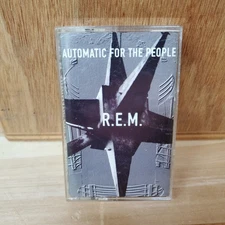 AUTOMATIC FOR THE PEOPLE
R.E.M.